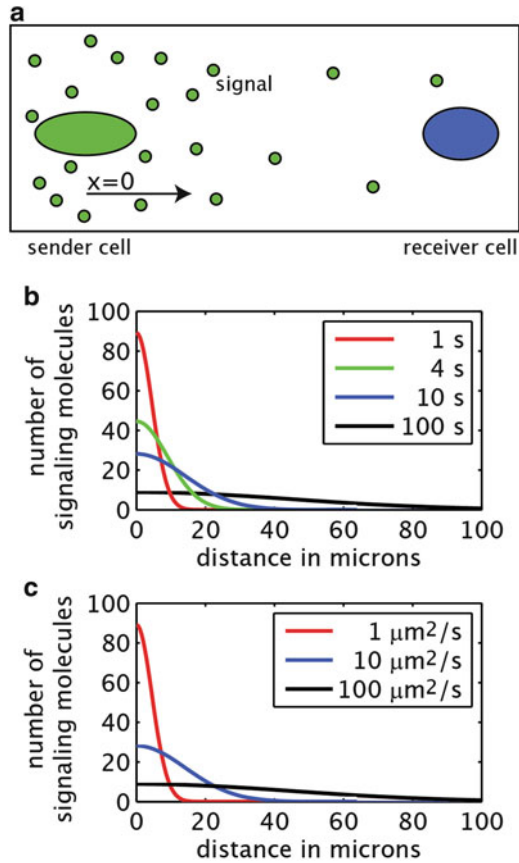 a
signal
x=0
sender cell
receiver cell
b
100
80
60
40
20
0
number of
signaling molecules
1 s
4 s
10 s
100 s
0 20 40 60 80 100
distance in microns
c
100
80
60
40
20
0
number of
signaling molecules
1 μm2/s
10 μm2/s
100 μm2/s
0 20 40 60 80 100
distance in microns